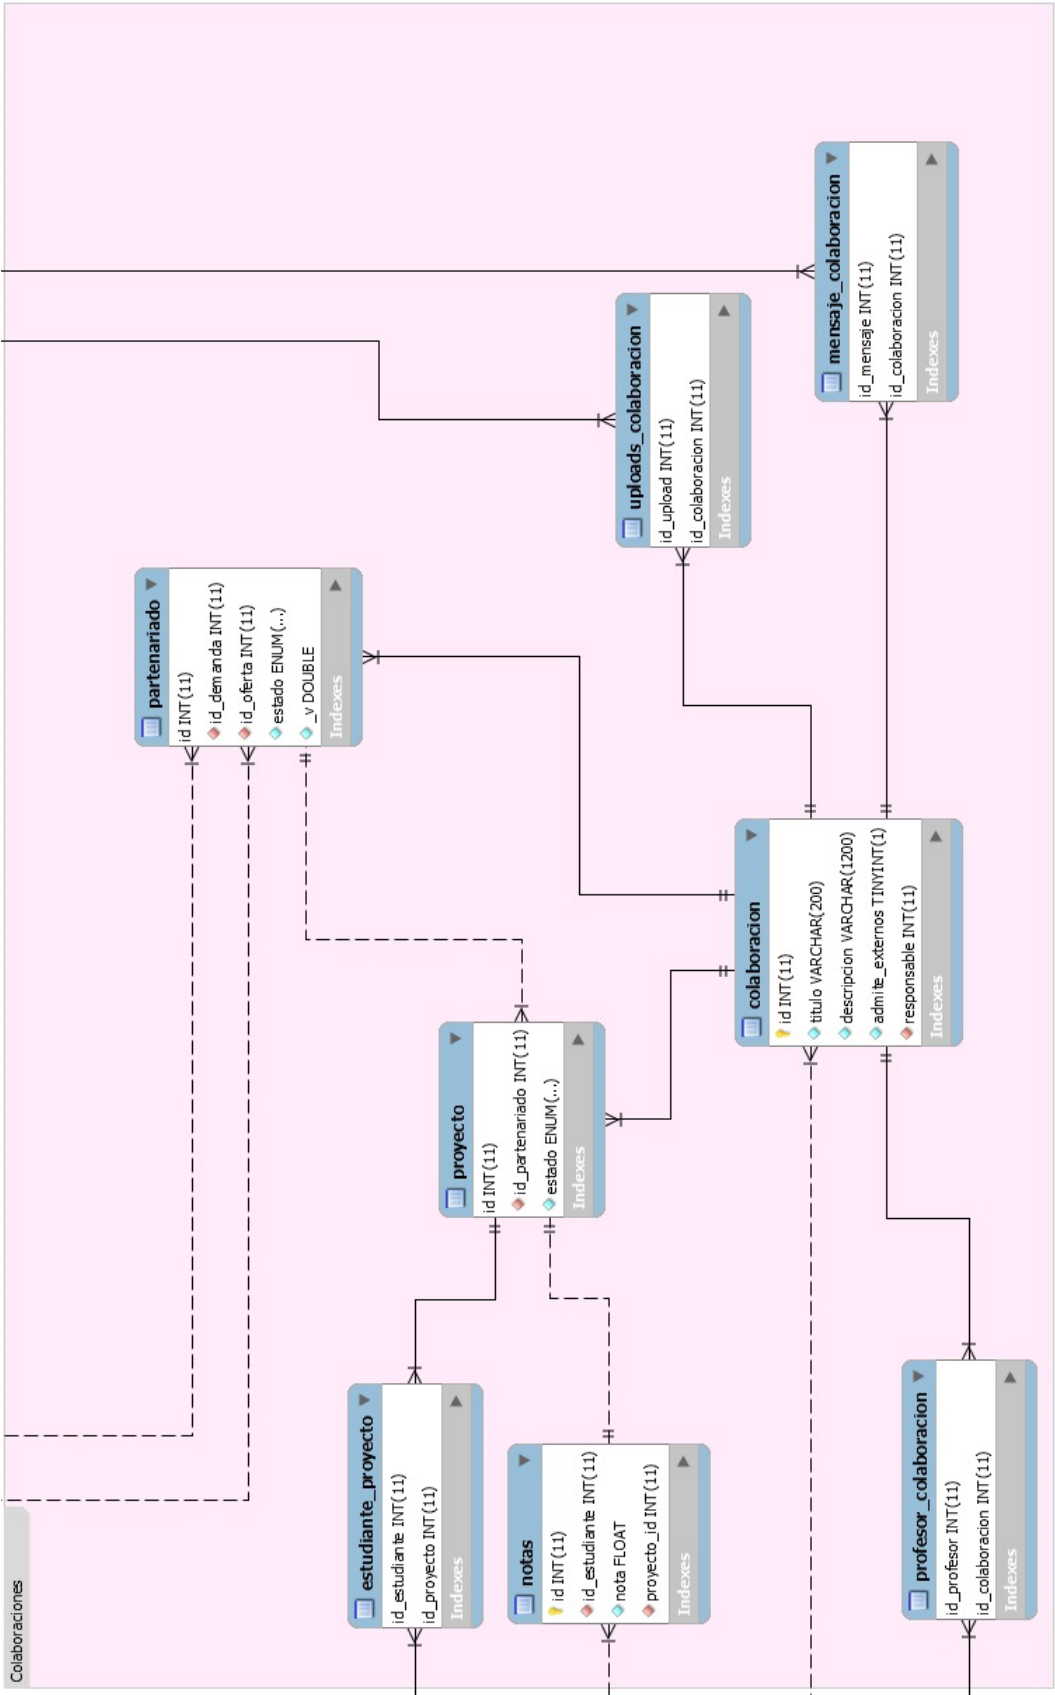 Colaboraciones
estudiante_proyecto
id_estudiante INT(11)
id_proyecto INT(11)
Indexes
notas
id INT(11)
id_estudiante INT(11)
nota FLOAT
proyecto_id INT(11)
Indexes
profesor_colaboracion
id_profesor INT(11)
id_colaboracion INT(11)
Indexes
proyecto
id INT(11)
id_partenariado INT(11)
estado ENUM(...)
Indexes
colaboracion
id INT(11)
titulo VARCHAR(200)
descripcion VARCHAR(1200)
admite_externos TINYINT(1)
responsable INT(11)
Indexes
partenariado
id INT(11)
id_demanda INT(11)
id_oferta INT(11)
estado ENUM(...)
_v DOUBLE
Indexes
uploads_colaboracion
id_upload INT(11)
id_colaboracion INT(11)
Indexes
mensaje_colaboracion
id_mensaje INT(11)
id_colaboracion INT(11)
Indexes